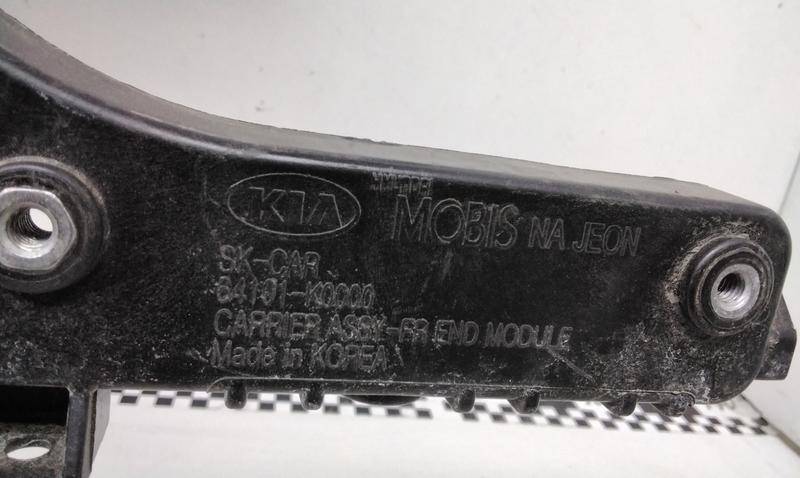 KIA
MOBIS NA JEON
SK-CAR
64101-K0000
CARRIER ASSY-FR END MODULE
Made in KOREA